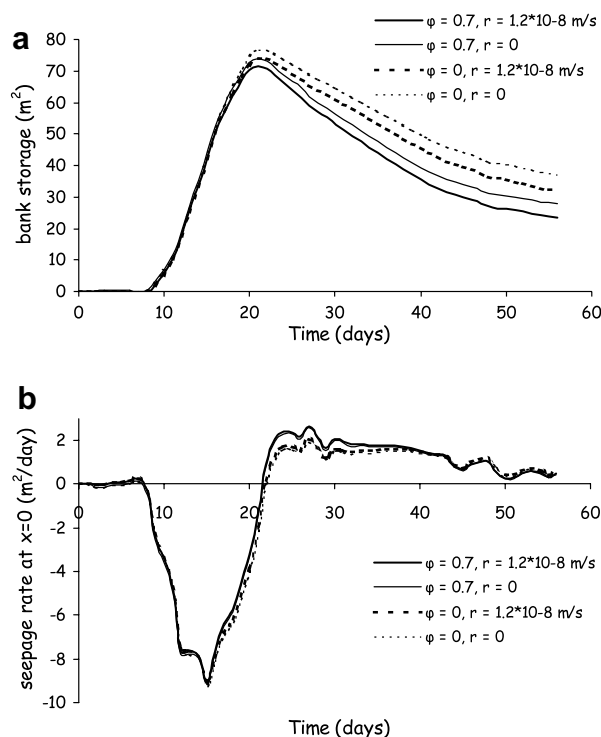 a
φ = 0.7, r = 1.2*10-8 m/s
φ = 0.7, r = 0
φ = 0, r = 1.2*10-8 m/s
φ = 0, r = 0
bank storage (m²)
80
70
60
50
40
30
20
10
0
0 10 20 30 40 50 60
Time (days)
b
seepage rate at x=0 (m²/day)
2
0
-2
-4
-6
-8
-10
0 10 20 30 40 50 60
φ = 0.7, r = 1.2*10-8 m/s
φ = 0.7, r = 0
φ = 0, r = 1.2*10-8 m/s
φ = 0, r = 0
Time (days)